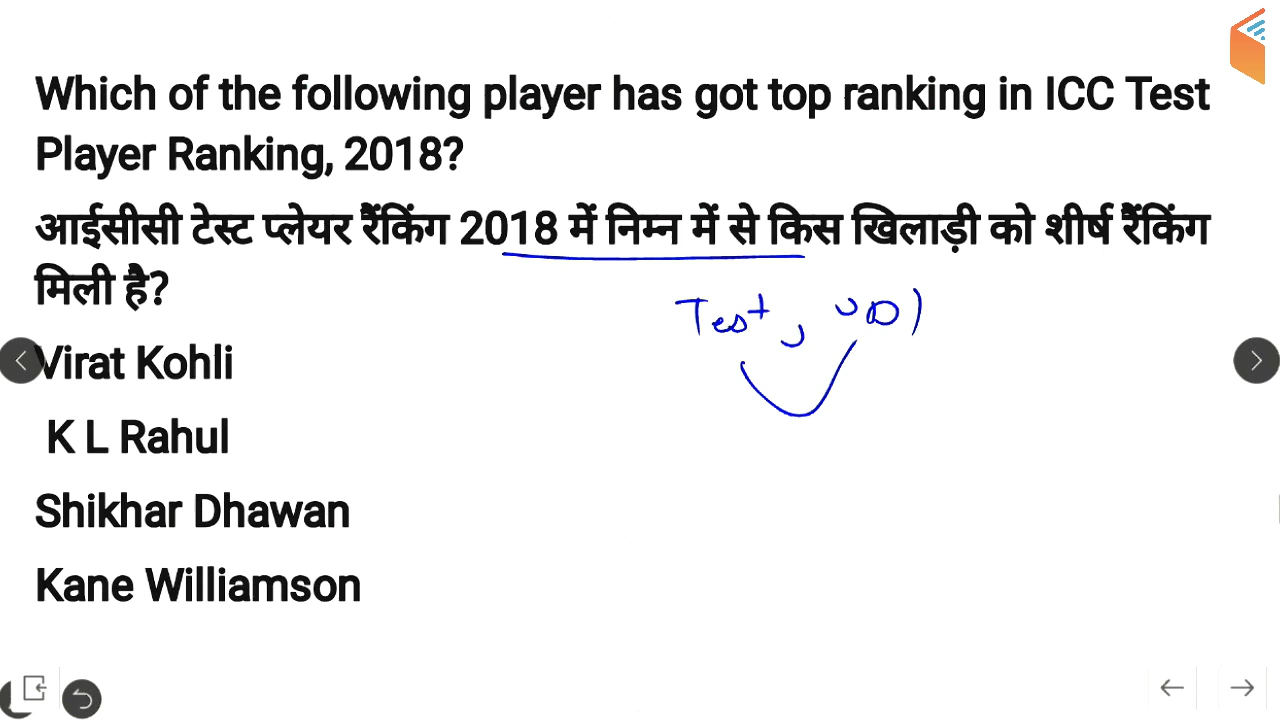 Which of the following player has got top ranking in ICC Test
Player Ranking, 2018?
आईसीसी टेस्ट प्लेयर रैंकिंग 2018 में निम्न में से किस खिलाड़ी को शीर्ष रैंकिंग
मिली है?
Test, ODI
Virat Kohli
K L Rahul
Shikhar Dhawan
Kane Williamson